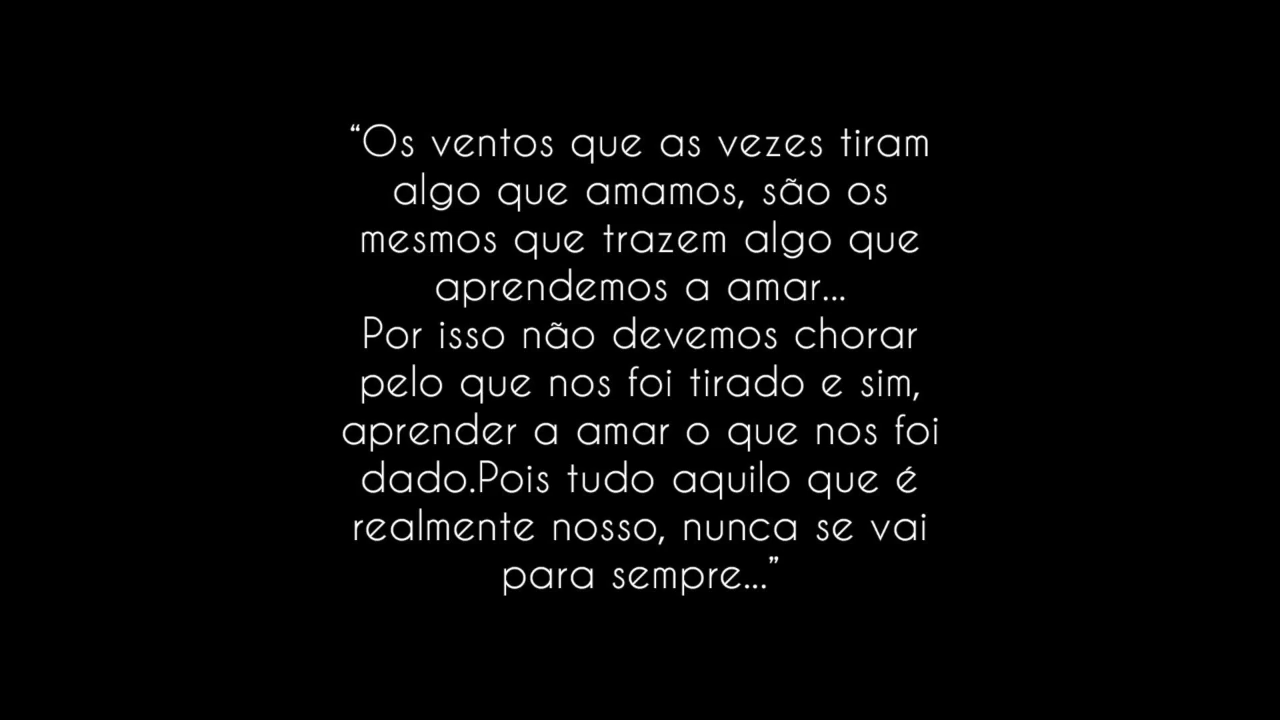 “Os ventos que as vezes tiram
algo que amamos, são os
mesmos que trazem algo que
aprendemos a amar...
Por isso não devemos chorar
pelo que nos foi tirado e sim,
aprender a amar o que nos foi
dado.Pois tudo aquilo que é
realmente nosso, nunca se vai
para sempre...”